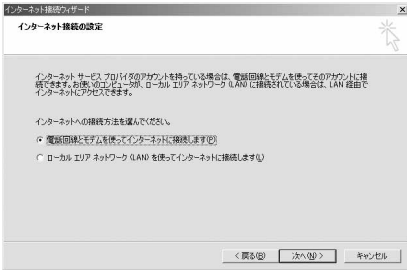 インターネット接続ウィザード
インターネット接続の設定
インターネット サービス プロバイダのアカウントを持っている場合は、電話回線とモデムを使ってそのアカウントに接
続できます。お使いのコンピュータが、ローカル エリア ネットワーク (LAN) に接続されている場合は、LAN 経由で
インターネットにアクセスできます。
インターネットへの接続方法を選んでください。
電話回線とモデムを使ってインターネットに接続します(P)
ローカル エリア ネットワーク (LAN) を使ってインターネットに接続します(L)
< 戻る(B)
次へ(N) >
キャンセル